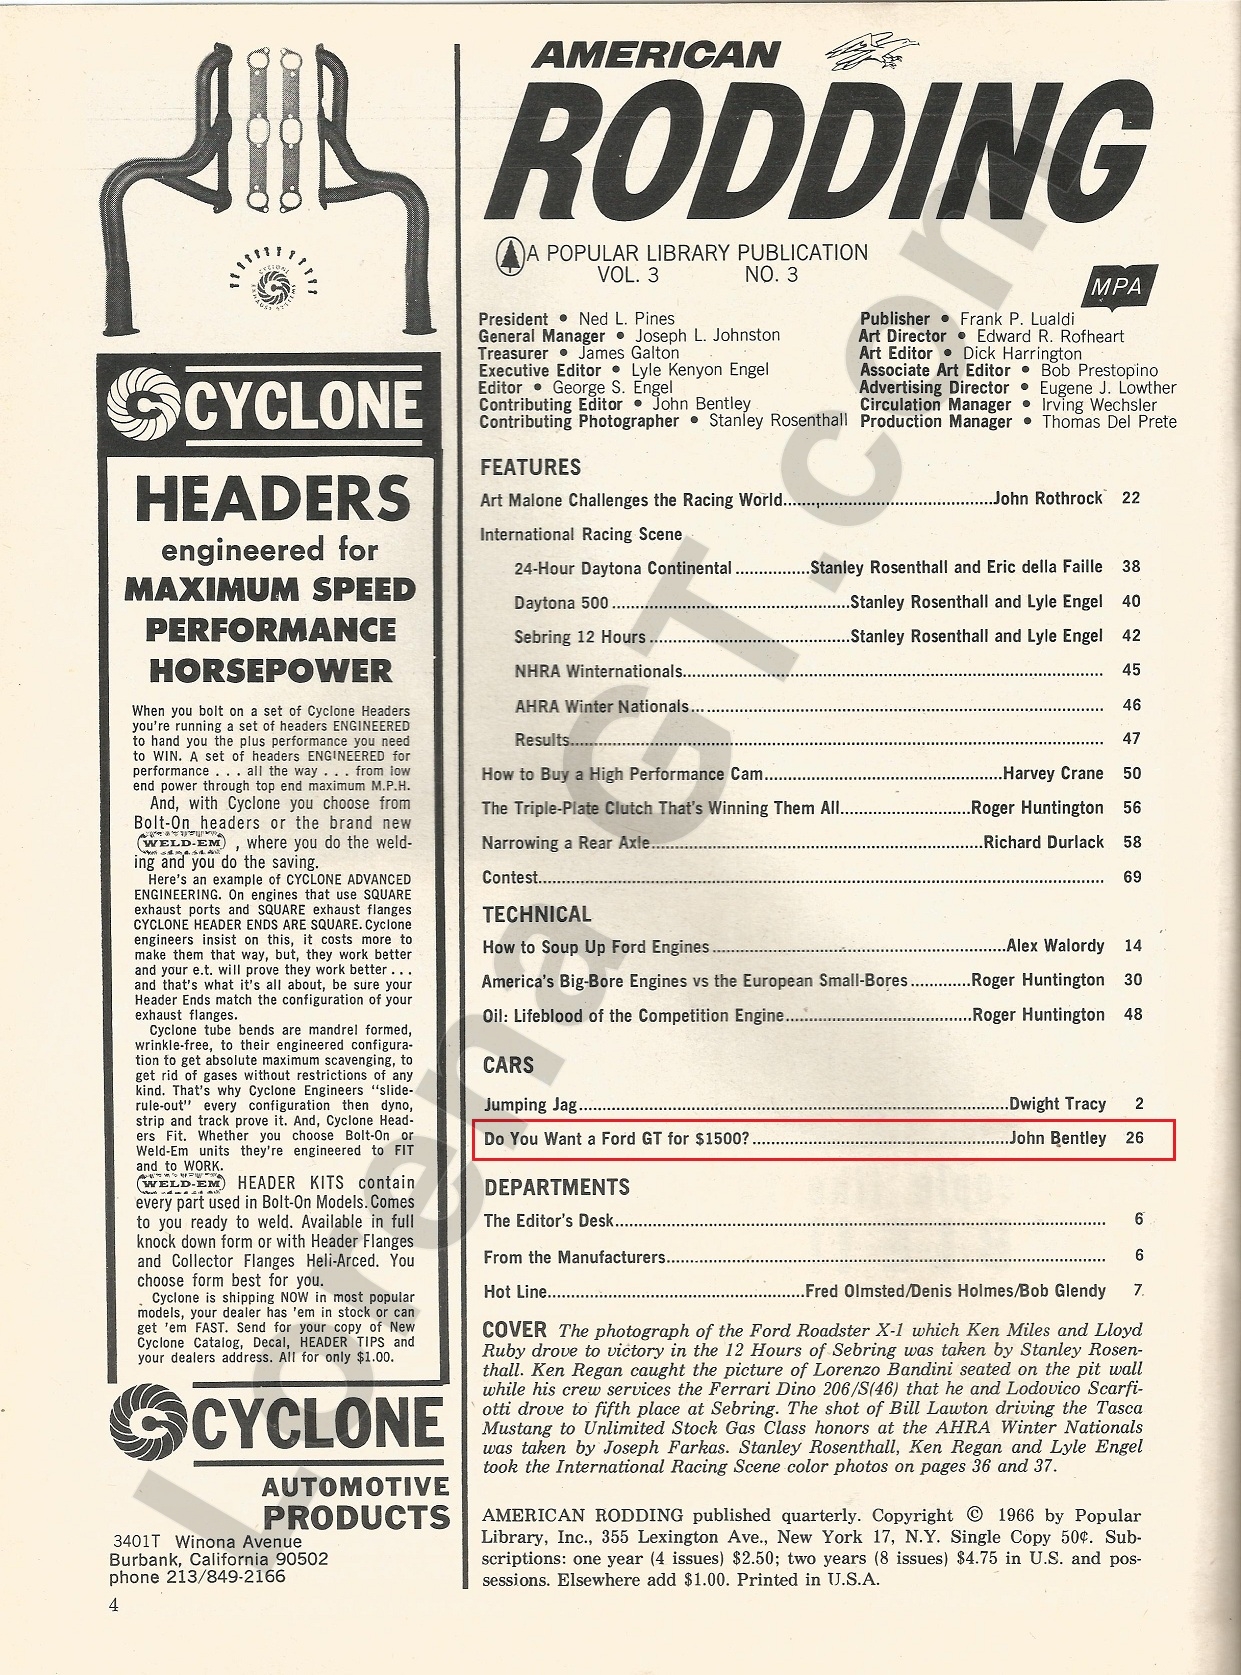 CYCLONE
EXHAUST SYSTEMS
CYCLONE
HEADERS
engineered for
MAXIMUM SPEED
PERFORMANCE
HORSEPOWER
When you bolt on a set of Cyclone Headers
you're running a set of headers ENGINEERED
to hand you the plus performance you need
to WIN. A set of headers ENGINEERED for
performance . . . all the way . . . from low
end power through top end maximum M.P.H.
And, with Cyclone you choose from
Bolt-On headers or the brand new
WELD-EM , where you do the weld-
ing and you do the saving.
Here's an example of CYCLONE ADVANCED
ENGINEERING. On engines that use SQUARE
exhaust ports and SQUARE exhaust flanges
CYCLONE HEADER ENDS ARE SQUARE. Cyclone
engineers insist on this, it costs more to
make them that way, but, they work better
and your e.t. will prove they work better . . .
and that's what it's all about, be sure your
Header Ends match the configuration of your
exhaust flanges.
Cyclone tube bends are mandrel formed,
wrinkle-free, to their engineered configura-
tion to get absolute maximum scavenging, to
get rid of gases without restrictions of any
kind. That's why Cyclone Engineers "slide-
rule-out" every configuration then dyno,
strip and track prove it. And, Cyclone Head-
ers Fit. Whether you choose Bolt-On or
Weld-Em units they're engineered to FIT
and to WORK.
WELD-EM HEADER KITS contain
every part used in Bolt-On Models. Comes
to you ready to weld. Available in full
knock down form or with Header Flanges
and Collector Flanges Heli-Arced. You
choose form best for you.
Cyclone is shipping NOW in most popular
models, your dealer has 'em in stock or can
get 'em FAST. Send for your copy of New
Cyclone Catalog, Decal, HEADER TIPS and
your dealers address. All for only $1.00.
CYCLONE
AUTOMOTIVE
PRODUCTS
3401T Winona Avenue
Burbank, California 90502
phone 213/849-2166
4
AMERICAN
RODDING
A POPULAR LIBRARY PUBLICATION
VOL. 3 NO. 3
MPA
President • Ned L. Pines
General Manager • Joseph L. Johnston
Treasurer • James Galton
Executive Editor • Lyle Kenyon Engel
Editor • George S. Engel
Contributing Editor • John Bentley
Contributing Photographer • Stanley Rosenthall
Publisher • Frank P. Lualdi
Art Director • Edward R. Rofheart
Art Editor • Dick Harrington
Associate Art Editor • Bob Prestopino
Advertising Director • Eugene J. Lowther
Circulation Manager • Irving Wechsler
Production Manager • Thomas Del Prete
FEATURES
Art Malone Challenges the Racing World..........John Rothrock 22
International Racing Scene
24-Hour Daytona Continental..........Stanley Rosenthall and Eric della Faille 38
Daytona 500..........Stanley Rosenthall and Lyle Engel 40
Sebring 12 Hours..........Stanley Rosenthall and Lyle Engel 42
NHRA Winternationals.......... 45
AHRA Winter Nationals.......... 46
Results.......... 47
How to Buy a High Performance Cam..........Harvey Crane 50
The Triple-Plate Clutch That's Winning Them All..........Roger Huntington 56
Narrowing a Rear Axle..........Richard Durlack 58
Contest.......... 69
TECHNICAL
How to Soup Up Ford Engines..........Alex Walordy 14
America's Big-Bore Engines vs the European Small-Bores..........Roger Huntington 30
Oil: Lifeblood of the Competition Engine..........Roger Huntington 48
CARS
Jumping Jag..........Dwight Tracy 2
Do You Want a Ford GT for $1500?..........John Bentley 26
DEPARTMENTS
The Editor's Desk.......... 6
From the Manufacturers.......... 6
Hot Line..........Fred Olmsted/Denis Holmes/Bob Glendy 7
COVER The photograph of the Ford Roadster X-1 which Ken Miles and Lloyd
Ruby drove to victory in the 12 Hours of Sebring was taken by Stanley Rosen-
thall. Ken Regan caught the picture of Lorenzo Bandini seated on the pit wall
while his crew services the Ferrari Dino 206/S(46) that he and Lodovico Scarfi-
otti drove to fifth place at Sebring. The shot of Bill Lawton driving the Tasca
Mustang to Unlimited Stock Gas Class honors at the AHRA Winter Nationals
was taken by Joseph Farkas. Stanley Rosenthall, Ken Regan and Lyle Engel
took the International Racing Scene color photos on pages 36 and 37.
AMERICAN RODDING published quarterly. Copyright © 1966 by Popular
Library, Inc., 355 Lexington Ave., New York 17, N.Y. Single Copy 50¢. Sub-
scriptions: one year (4 issues) $2.50; two years (8 issues) $4.75 in U.S. and pos-
sessions. Elsewhere add $1.00. Printed in U.S.A.
LorenaGT.com